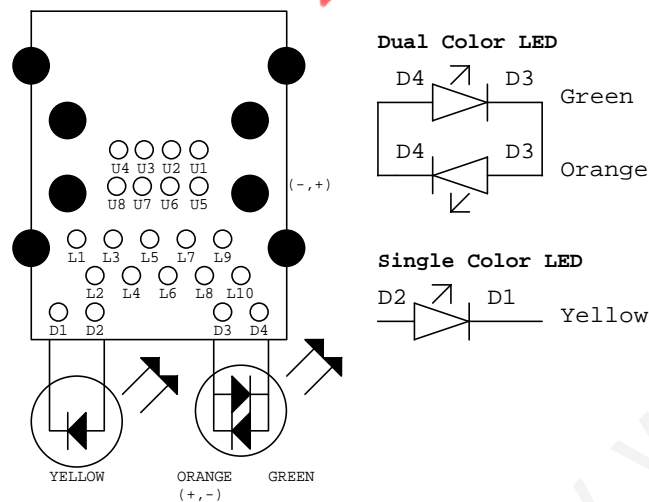 Dual Color LED
D4 D3 Green
D4 D3 Orange
U4 U3 U2 U1
U8 U7 U6 U5
(-,+)
L1 L3 L5 L7 L9
L2 L4 L6 L8 L10
D1 D2 D3 D4
Single Color LED
D2 D1 Yellow
YELLOW ORANGE GREEN
(+,-)